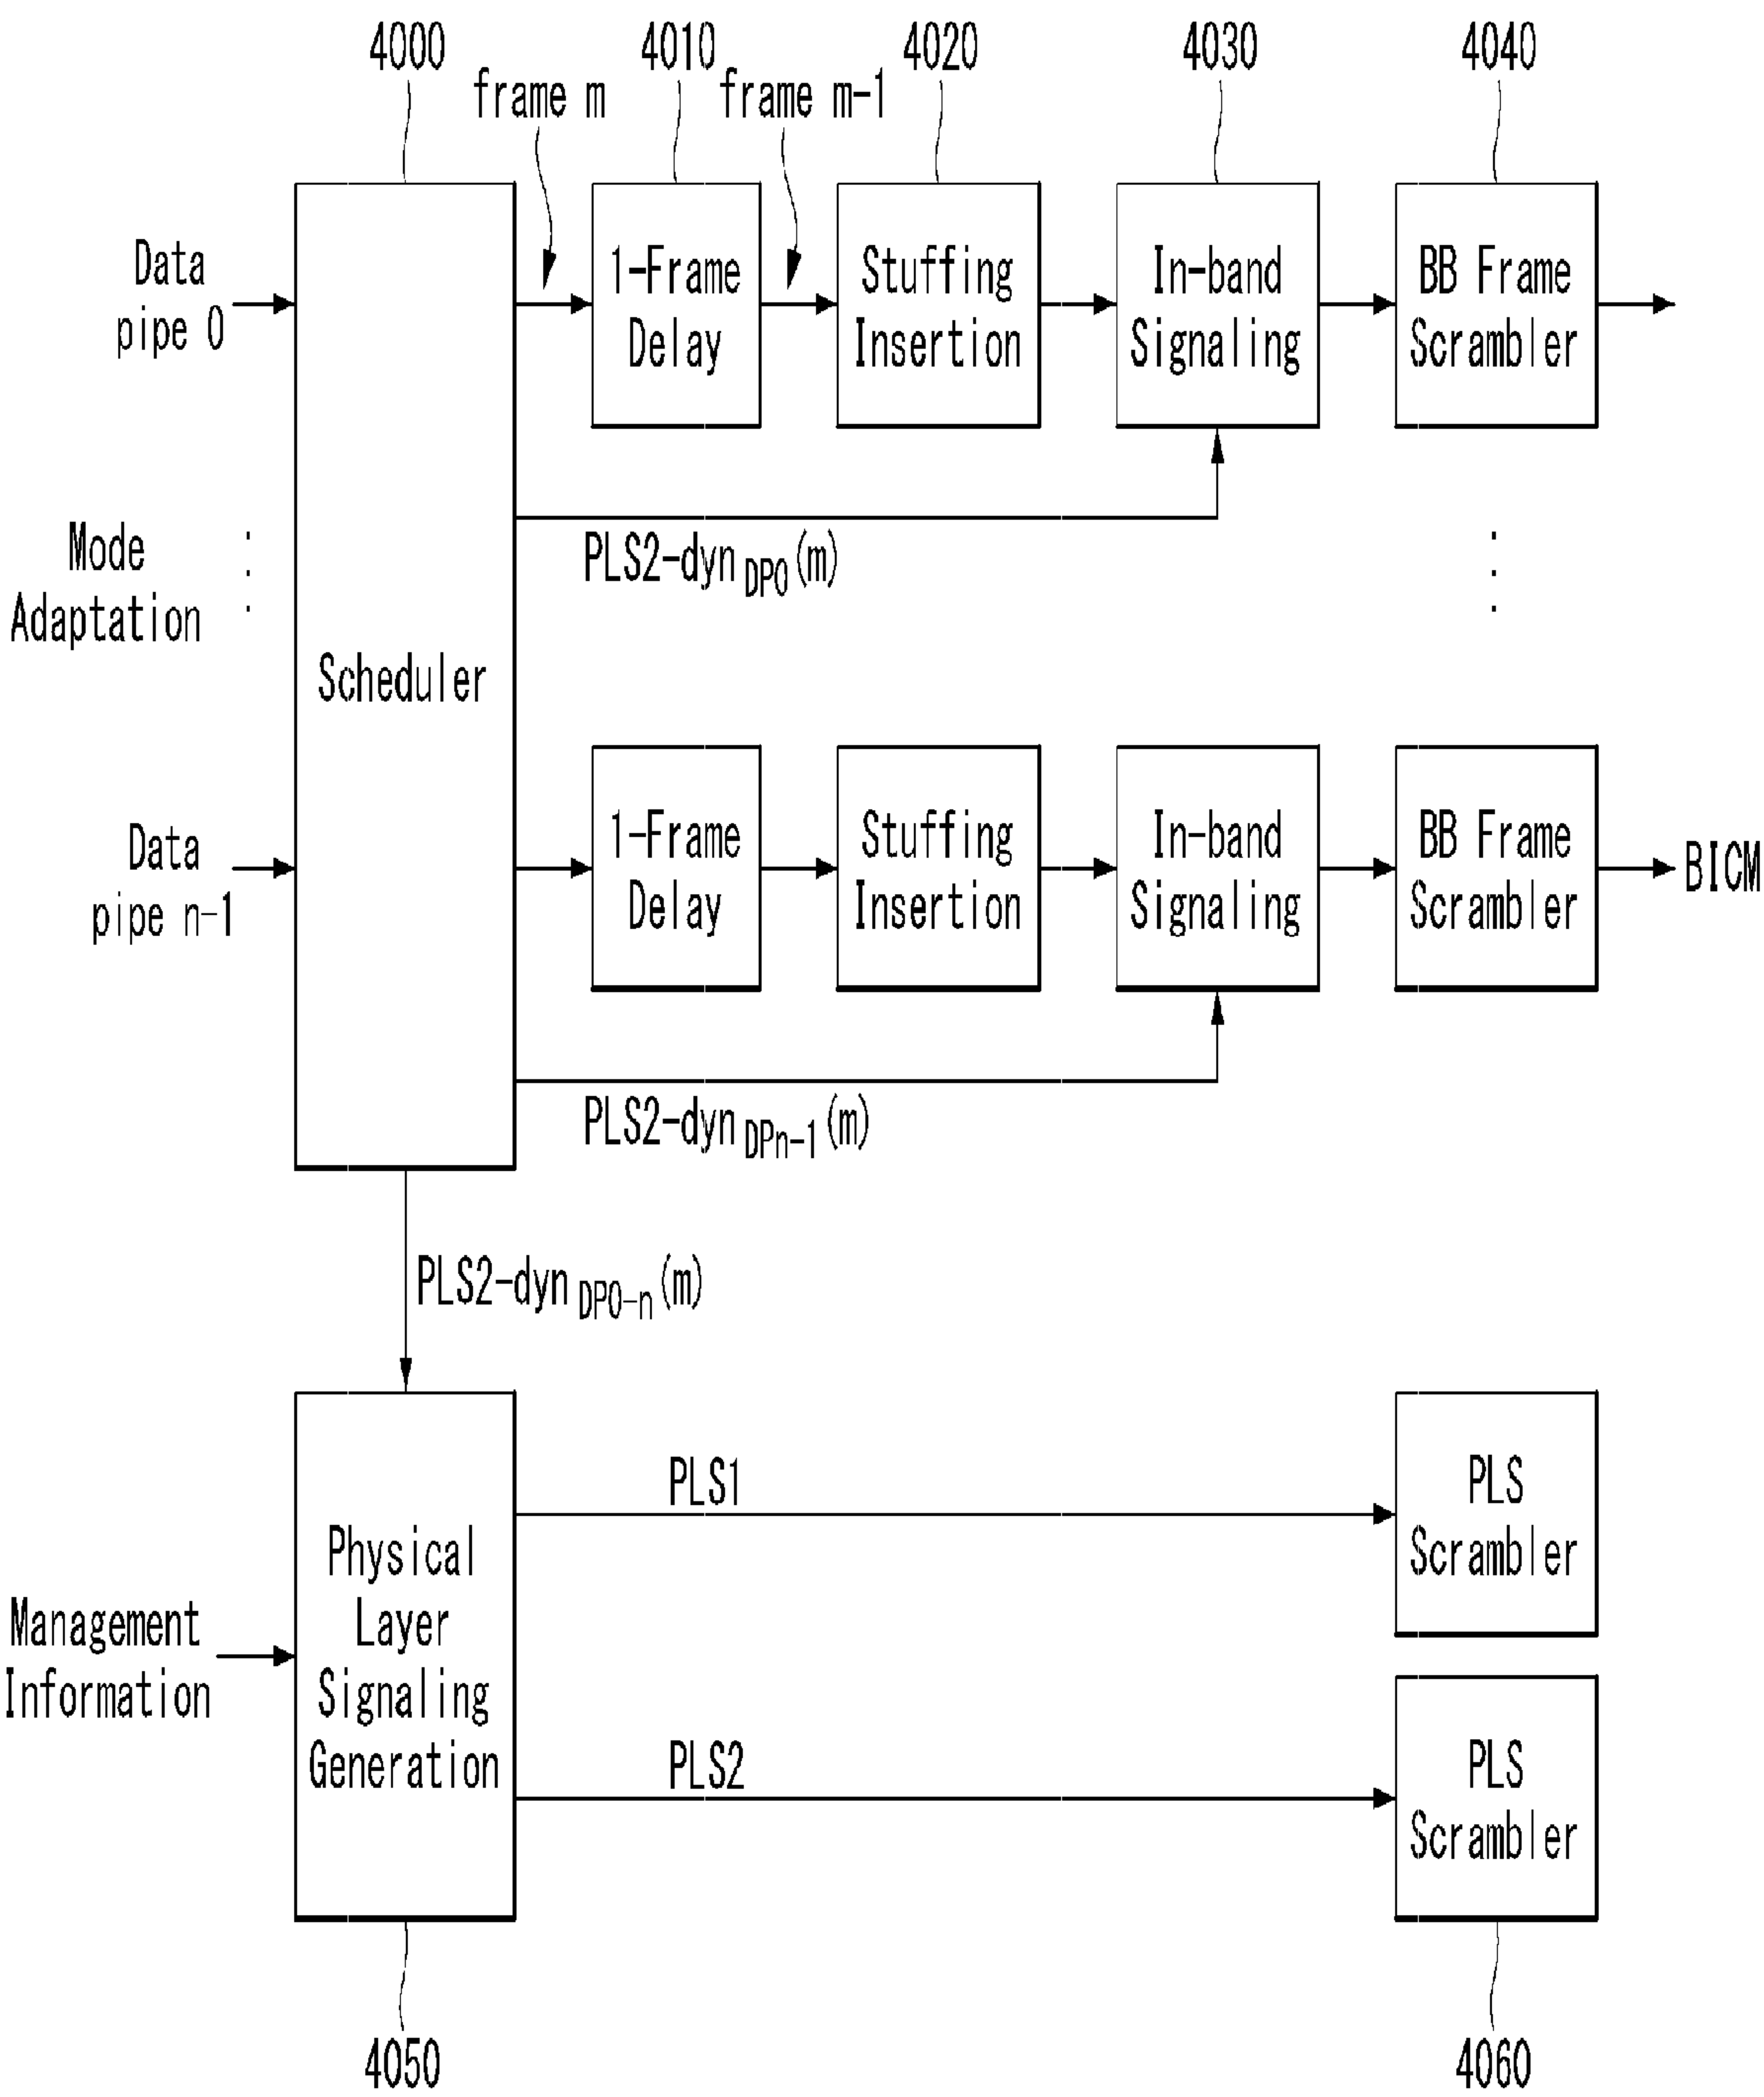 4000
4010
4020
4030
4040
frame m
frame m-1
Data
pipe 0
1-Frame
Delay
Stuffing
Insertion
In-band
Signaling
BB Frame
Scrambler
PLS2-dyn DP0 (m)
Mode
Adaptation
Scheduler
Data
pipe n-1
1-Frame
Delay
Stuffing
Insertion
In-band
Signaling
BB Frame
Scrambler
BICM
PLS2-dyn DPn-1 (m)
PLS2-dyn DP0-n (m)
Management
Information
Physical
Layer
Signaling
Generation
PLS1
PLS
Scrambler
PLS2
PLS
Scrambler
4050
4060